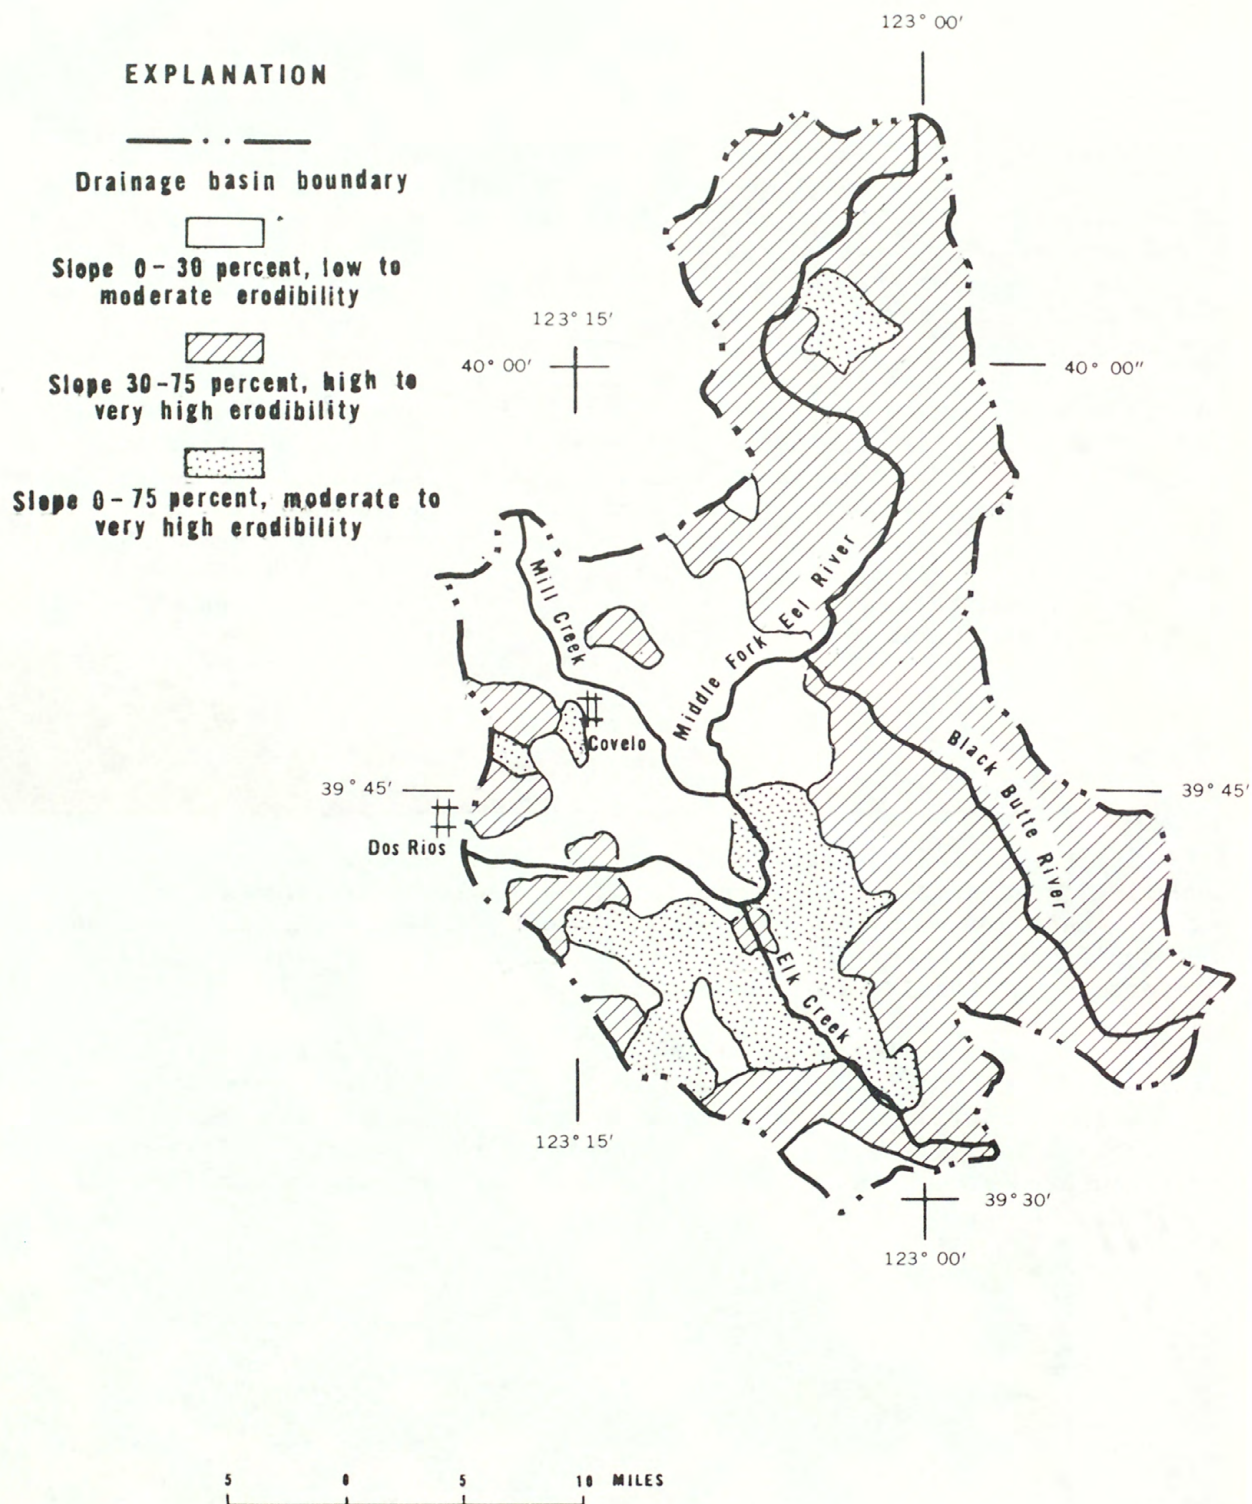 123° 00'
EXPLANATION
Drainage basin boundary
Slope 0-30 percent, low to
moderate erodibility
Slope 30-75 percent, high to
very high erodibility
Slope 0-75 percent, moderate to
very high erodibility
123° 15'
40° 00'
40° 00"
Mill Creek
Middle Fork Eel River
Covelo
Black Butte River
39° 45'
39° 45'
Dos Rios
Elk Creek
123° 15'
39° 30'
123° 00'
5 0 5 10 MILES